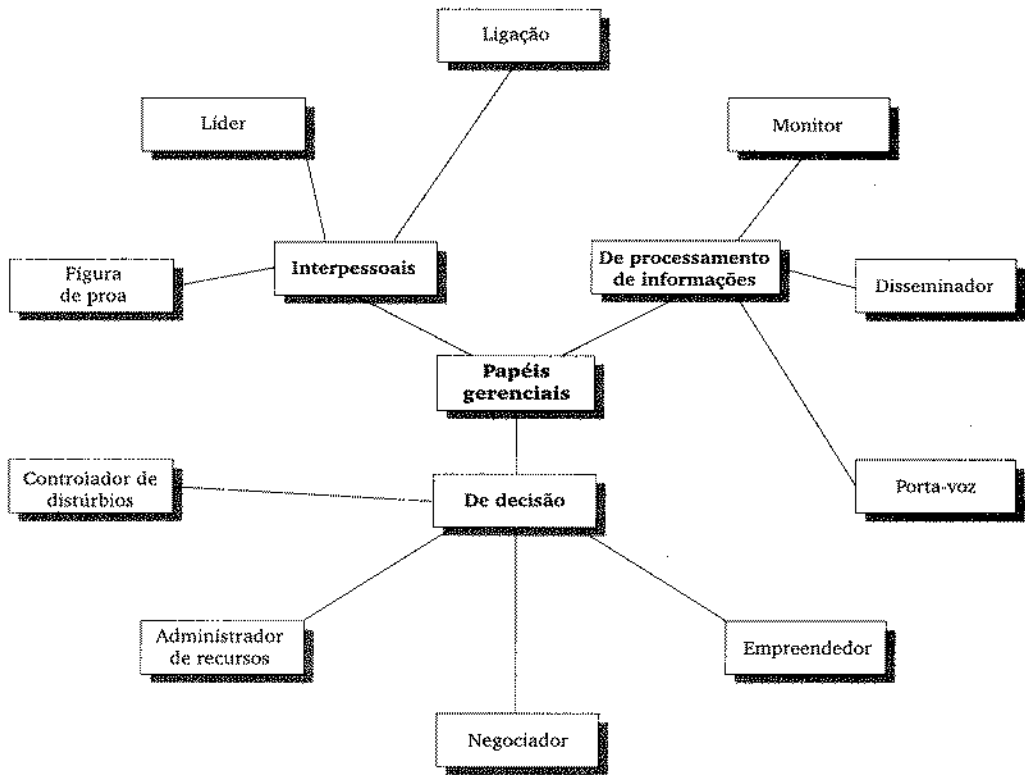 Ligação
Líder
Monitor
Interpessoais
De processamento
de informações
Figura
de proa
Disseminador
Papéis
gerenciais
Controlador de
distúrbios
De decisão
Porta-voz
Administrador
de recursos
Empreendedor
Negociador